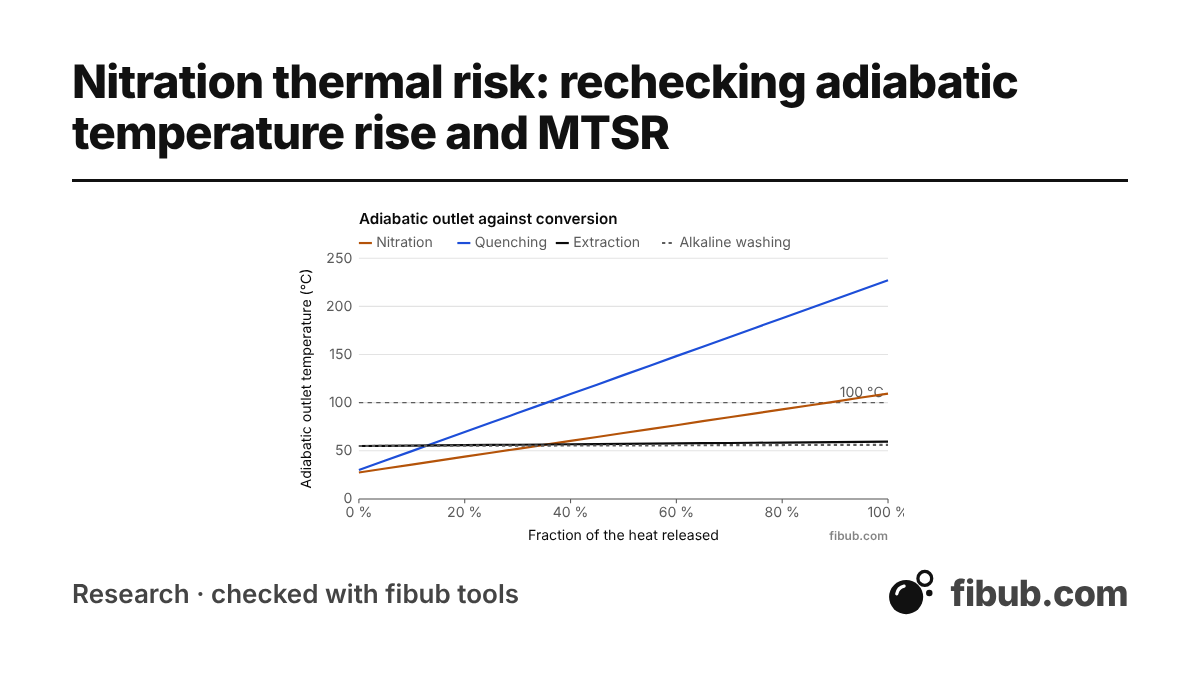 Nitration thermal risk: rechecking adiabatic
temperature rise and MTSR
Adiabatic outlet against conversion
Nitration Quenching Extraction Alkaline washing
Adiabatic outlet temperature (°C)
250
200
150
100
50
0
100 °C
0 % 20 % 40 % 60 % 80 % 100 %
Fraction of the heat released
fibub.com
Research · checked with fibub tools
fibub.com